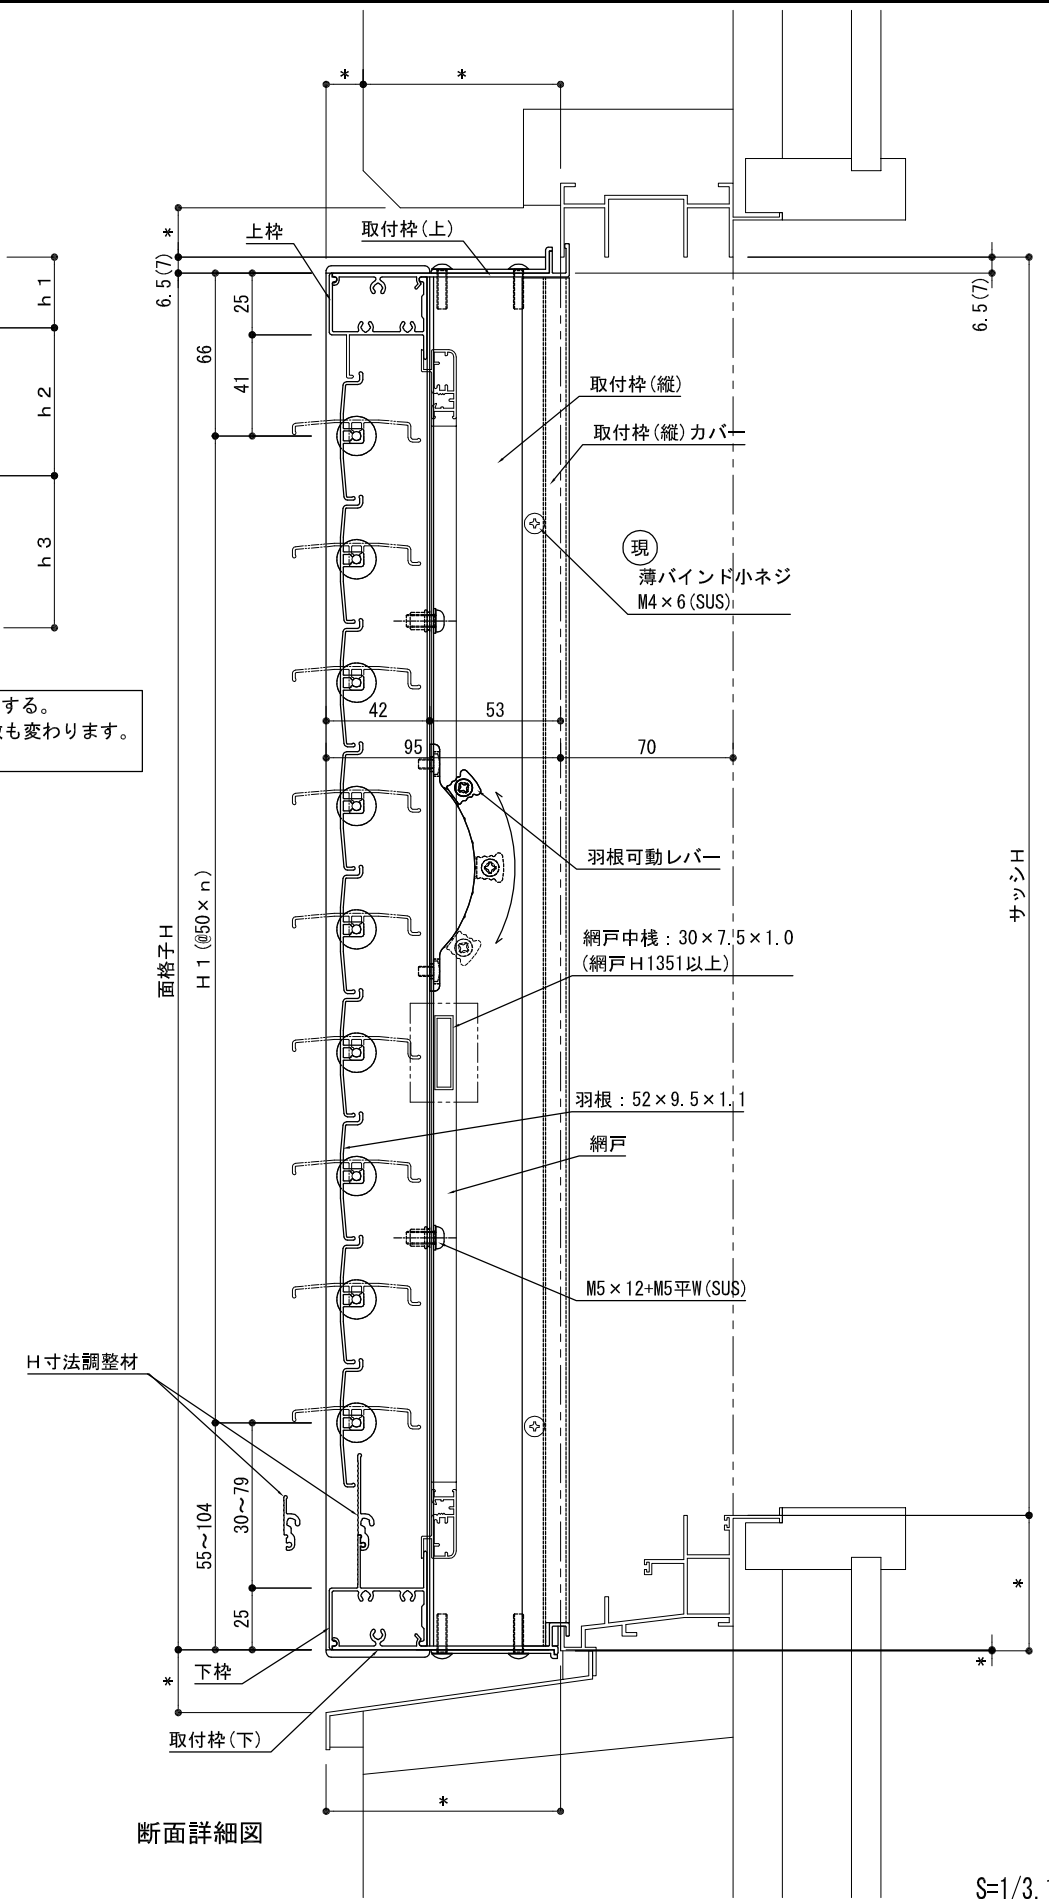 *
*
*
6.5(7)
上枠
取付枠(上)
h1
h2
h3
25
66
41
6.5(7)
取付枠(縦)
取付枠(縦)カバー
現
薄バインド小ネジ
M4×6(SUS)
する。
も変わります。
42
53
95
70
羽根可動レバー
サッシH
面格子H
H1(@50×n)
網戸中桟:30×7.5×1.0
(網戸H1351以上)
羽根:52×9.5×1.1
網戸
M5×12+M5平W(SUS)
H寸法調整材
30~79
55~104
25
*
*
*
下枠
取付枠(下)
*
断面詳細図
S=1/3.